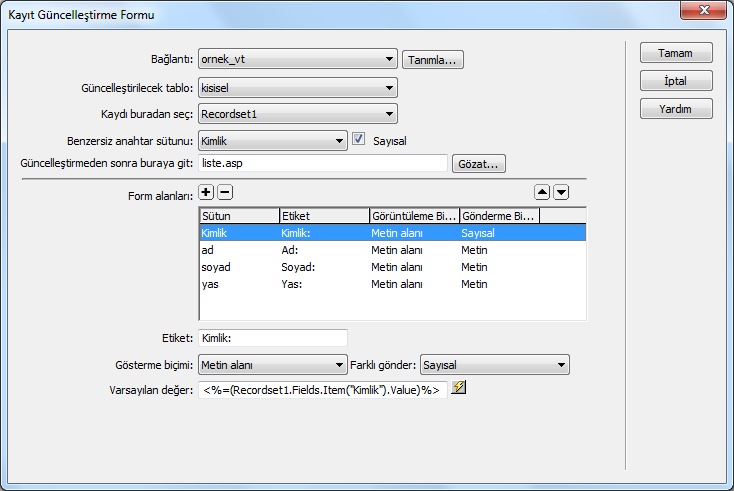 Kayıt Güncelleştirme Formu
Bağlantı: ornek_vt Tanımla...
Güncelleştirilecek tablo: kisisel
Kaydı buradan seç: Recordset1
Benzersiz anahtar sütunu: Kimlik Sayısal
Güncelleştirmeden sonra buraya git: liste.asp Gözat...
Tamam
İptal
Yardım
Form alanları:
Sütun Etiket Görüntüleme Bi... Gönderme Bi...
Kimlik Kimlik: Metin alanı Sayısal
ad Ad: Metin alanı Metin
soyad Soyad: Metin alanı Metin
yas Yas: Metin alanı Metin
Etiket: Kimlik:
Gösterme biçimi: Metin alanı Farklı gönder: Sayısal
Varsayılan değer: <%=(Recordset1.Fields.Item("Kimlik").Value)%>